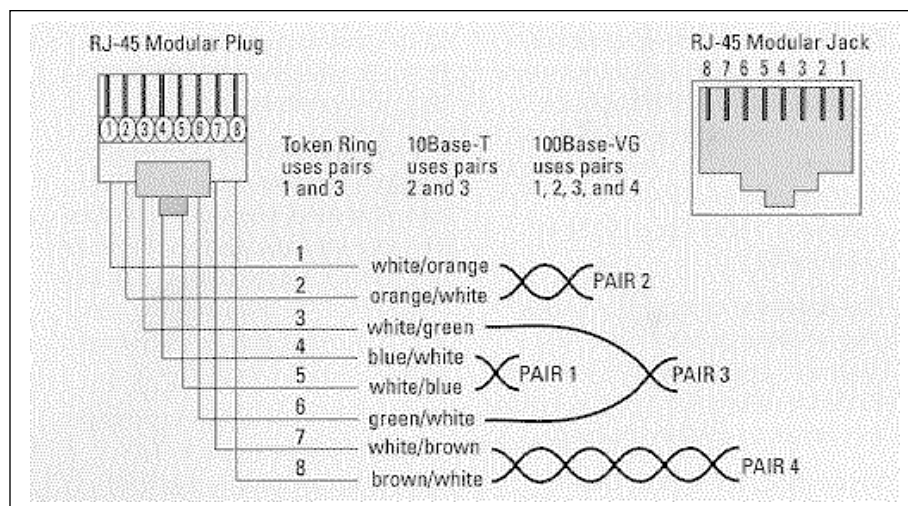 RJ-45 Modular Plug
RJ-45 Modular Jack
8 7 6 5 4 3 2 1
1 2 3 4 5 6 7 8
Token Ring
uses pairs
1 and 3
10Base-T
uses pairs
2 and 3
100Base-VG
uses pairs
1, 2, 3, and 4
1 white/orange
2 orange/white
PAIR 2
3 white/green
4 blue/white
5 white/blue
PAIR 1
PAIR 3
6 green/white
7 white/brown
8 brown/white
PAIR 4